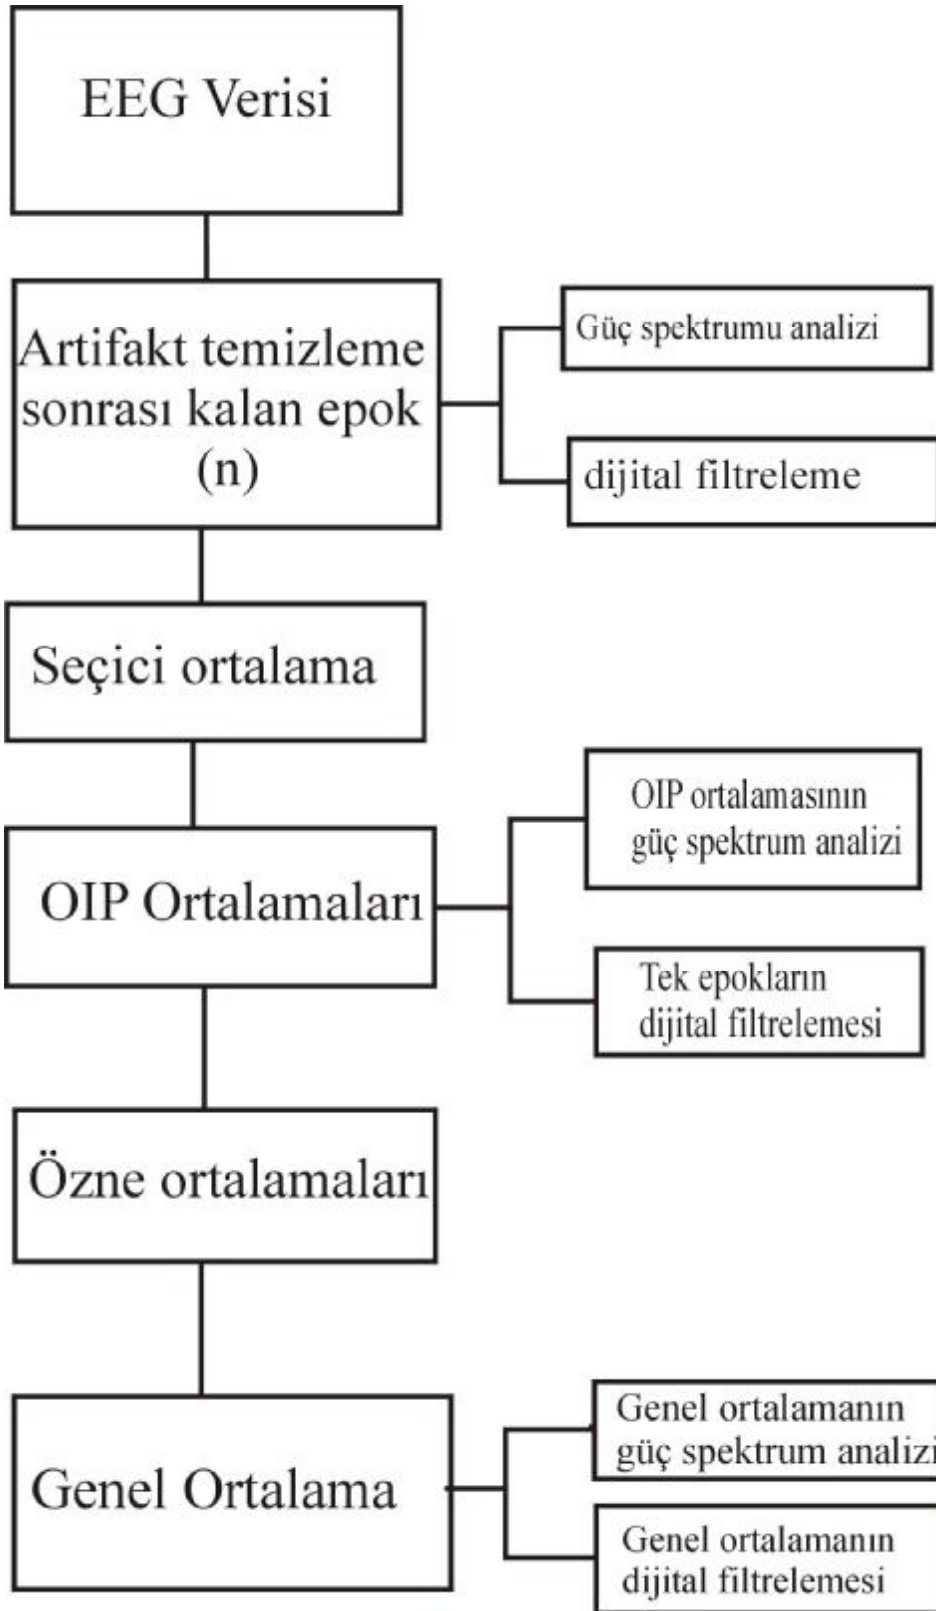 EEG Verisi
Artifakt temizleme
sonrası kalan epok
(n)
Güç spektrumu analizi
dijital filtreleme
Seçici ortalama
OIP Ortalamaları
OIP ortalamasının
güç spektrum analizi
Tek epokların
dijital filtrelemesi
Özne ortalamaları
Genel Ortalama
Genel ortalamanın
güç spektrum analizi
Genel ortalamanın
dijital filtrelemesi